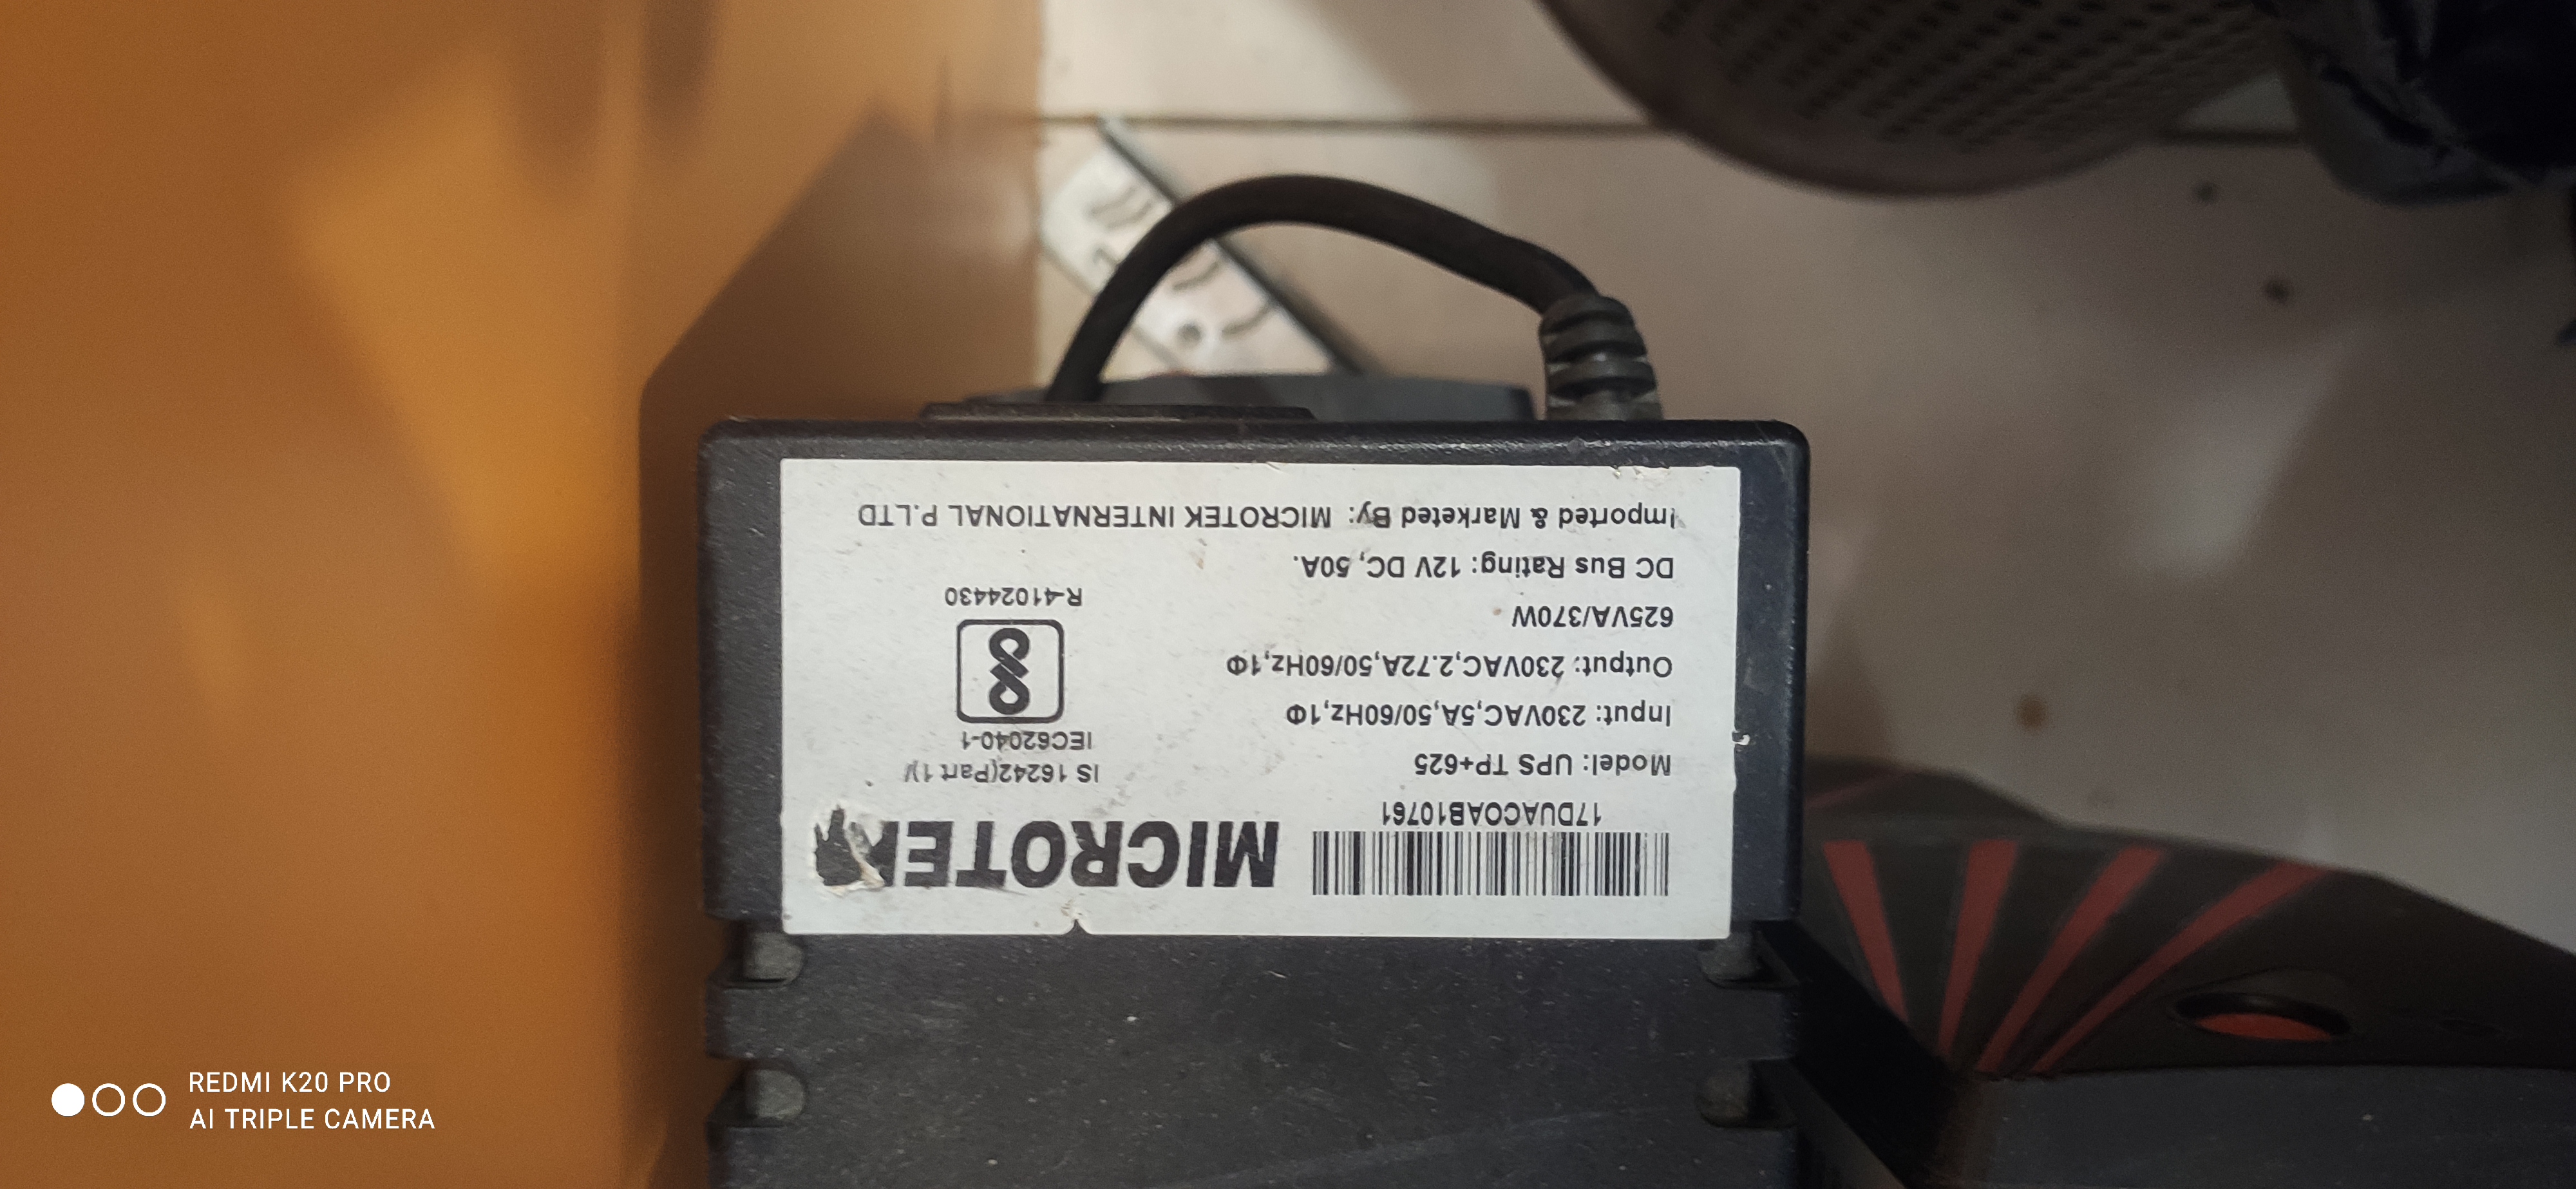 MICROTEK
17DUACOAB10761
Model: UPS TP+625
Input: 230VAC,5A,50/60Hz,1Φ
Output: 230VAC,2.72A,50/60Hz,1Φ
625VA/370W
DC Bus Rating: 12V DC, 50A.
Imported & Marketed By: MICROTEK INTERNATIONAL P.LTD
IS 16242(Part 1)/
IEC62040-1
R-41024430
REDMI K20 PRO
AI TRIPLE CAMERA